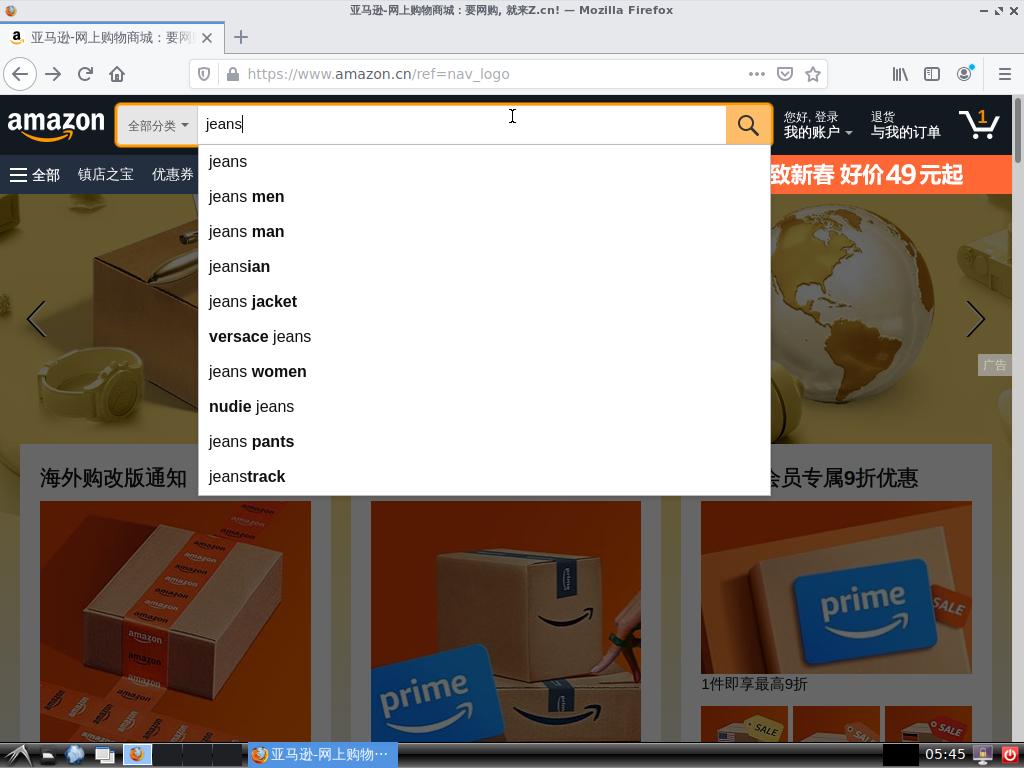 亚马逊-网上购物商城：要网购, 就来Z.cn! — Mozilla Firefox
亚马逊-网上购物商城：要网
https://www.amazon.cn/ref=nav_logo
amazon
全部分类
jeans
您好, 登录
我的账户
退货
与我的订单
1
全部
镇店之宝
优惠券
致新春 好价49元起
jeans
jeans men
jeans man
jeansian
jeans jacket
versace jeans
jeans women
nudie jeans
jeans pants
jeanstrack
广告
海外购改版通知
会员专属9折优惠
amazon
amazon
amazon
amazon
amazon
prime
prime
SALE
1件即享最高9折
SALE
SALE
亚马逊-网上购物···
05:45